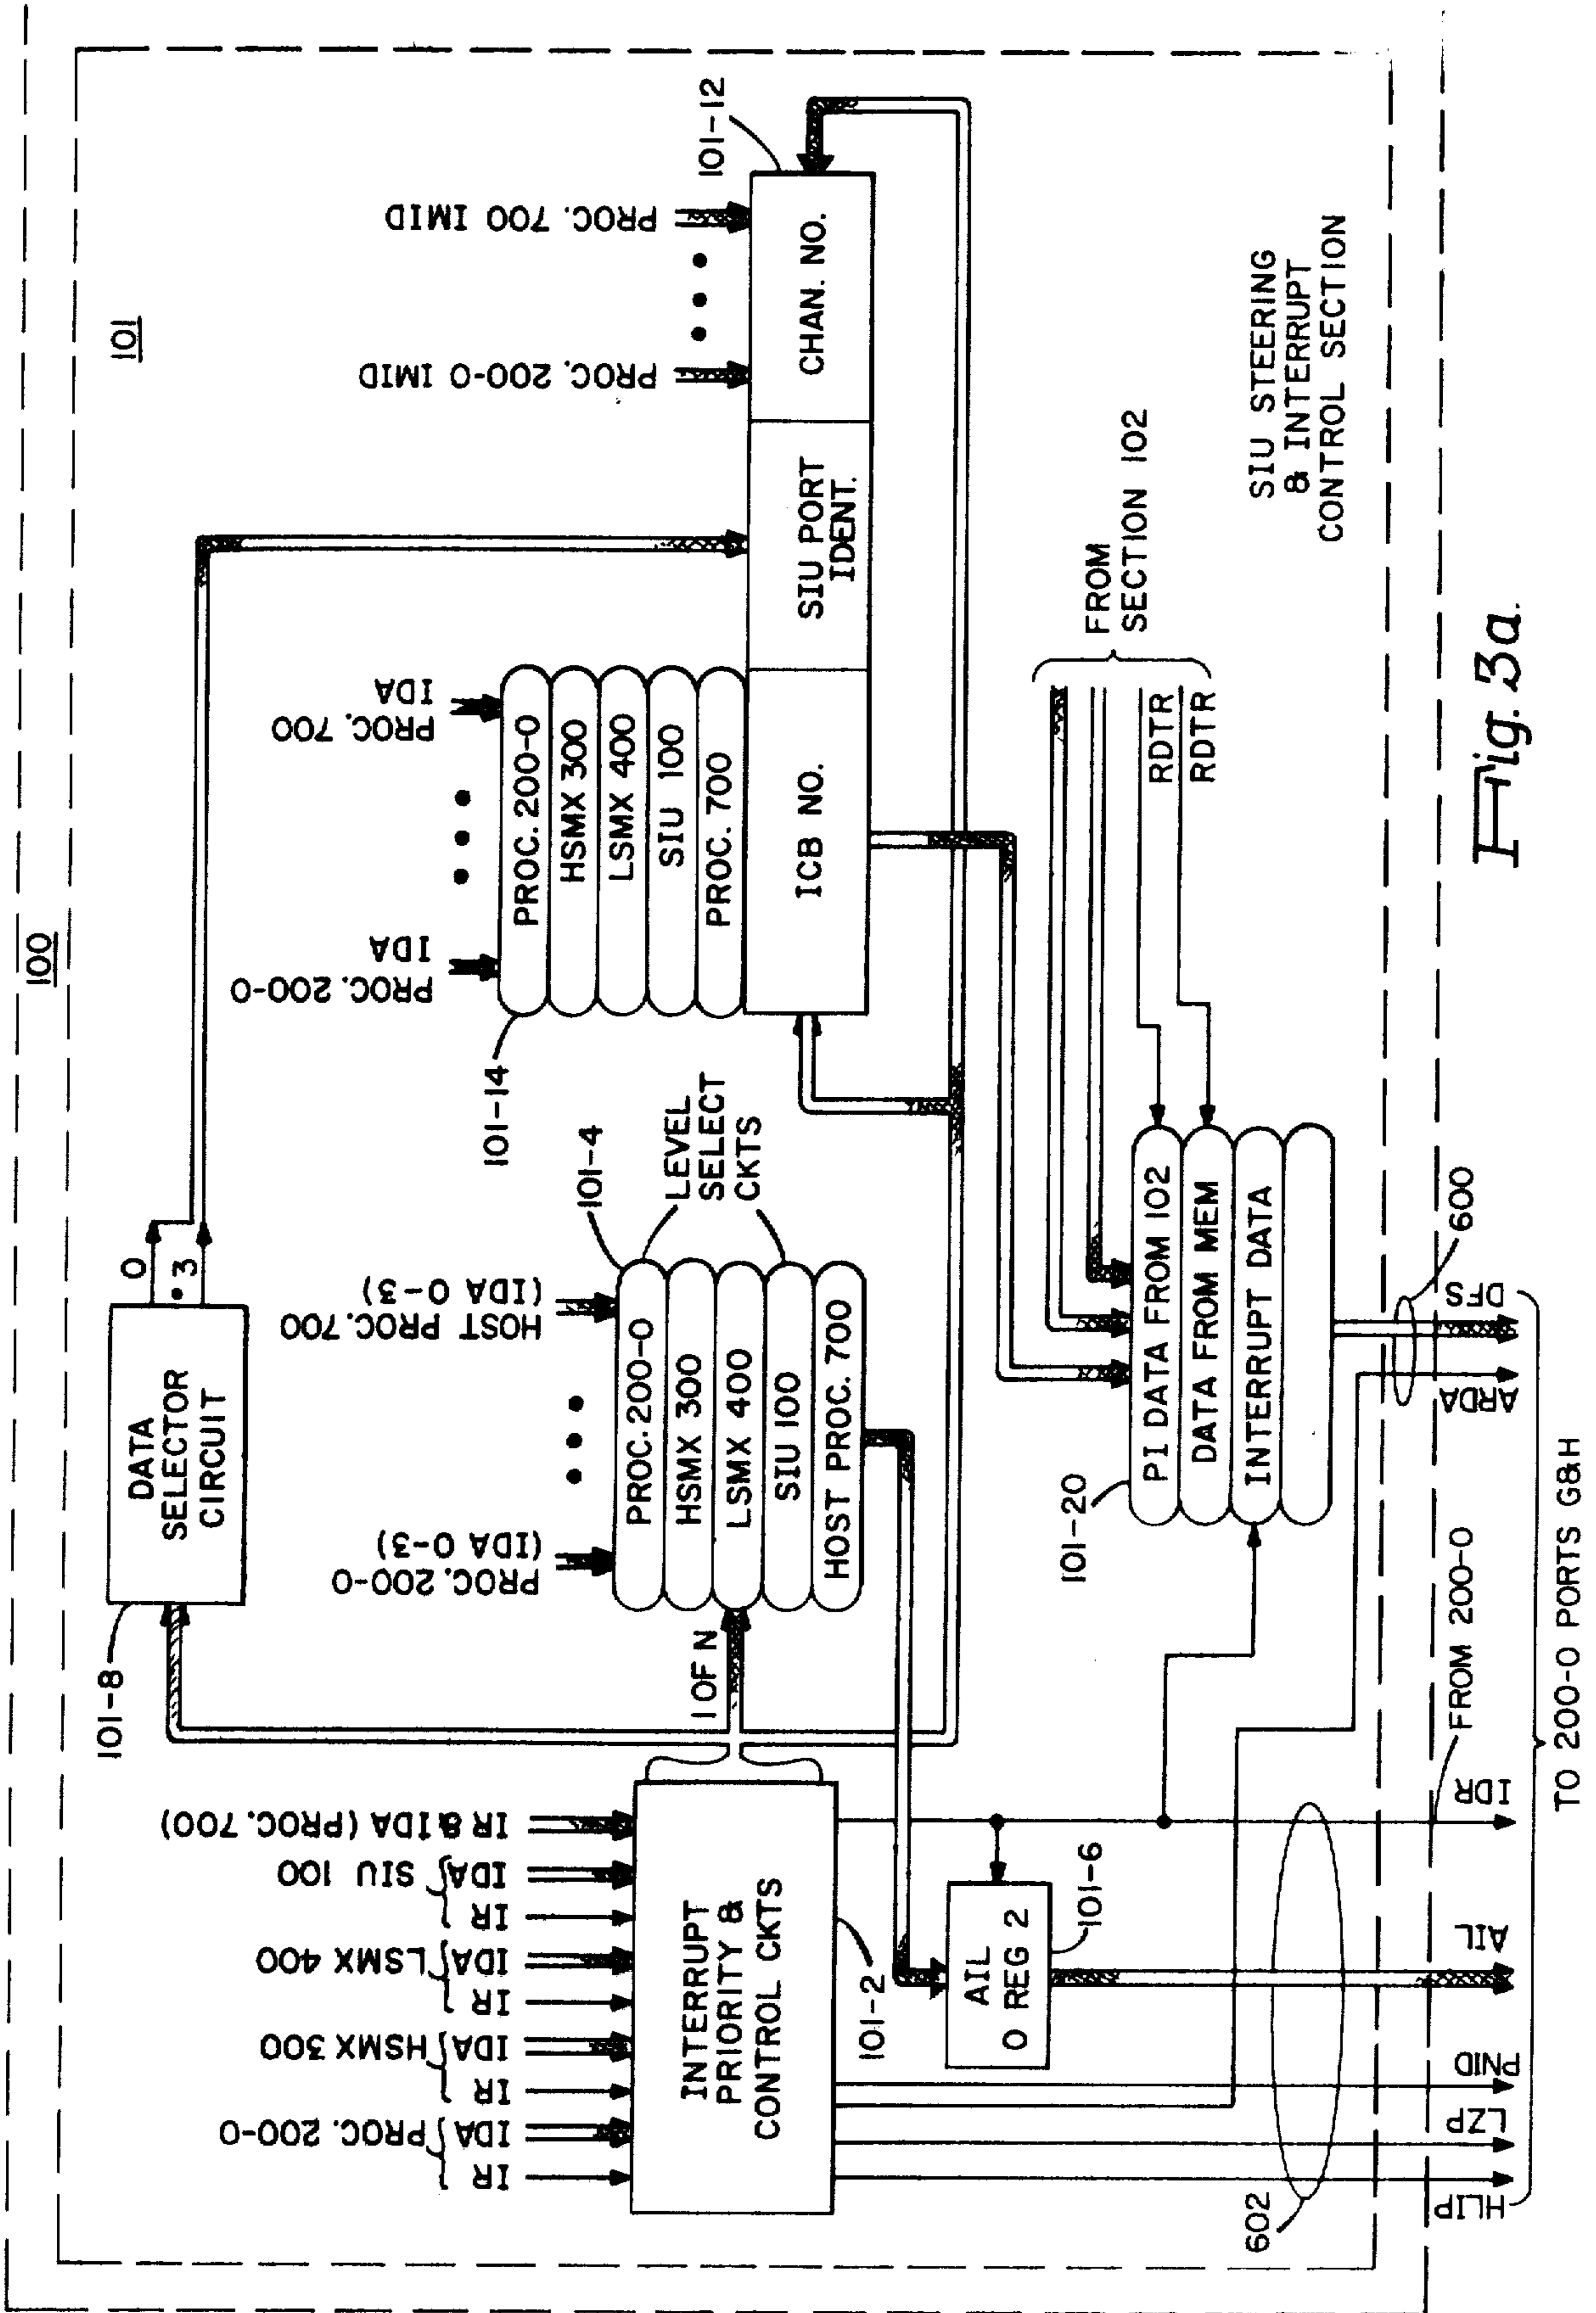 100
101
101-8
DATA
SELECTOR
CIRCUIT
0
3
IR & IDA (PROC. 700)
IR IDA } SIU 100
IR IDA } LSMX 400
IR IDA } HSMX 300
IR IDA } PROC. 200-0
INTERRUPT
PRIORITY &
CONTROL CKTS
101-2
1 OF N
PROC. 200-0
(IDA 0-3)
HOST PROC. 700
(IDA 0-3)
101-4
LEVEL
SELECT
CKTS
PROC. 200-0
HSMX 300
LSMX 400
SIU 100
HOST PROC. 700
PROC. 200-0
IDA
PROC. 700
IDA
101-14
PROC. 200-0
HSMX 300
LSMX 400
SIU 100
PROC. 700
ICB NO.
SIU PORT
IDENT.
CHAN. NO.
PROC. 200-0 IMID
PROC. 700 IMID
101-12
AIL
0 REG 2
101-6
101-20
PI DATA FROM 102
DATA FROM MEM
INTERRUPT DATA
FROM
SECTION 102
RDTR
RDTR
SIU STEERING
& INTERRUPT
CONTROL SECTION
602
600
FROM 200-0
HLIP
LZP
PNID
AIL
IDR
ARDA
DFS
TO 200-0 PORTS G&H
Fig. 3a.